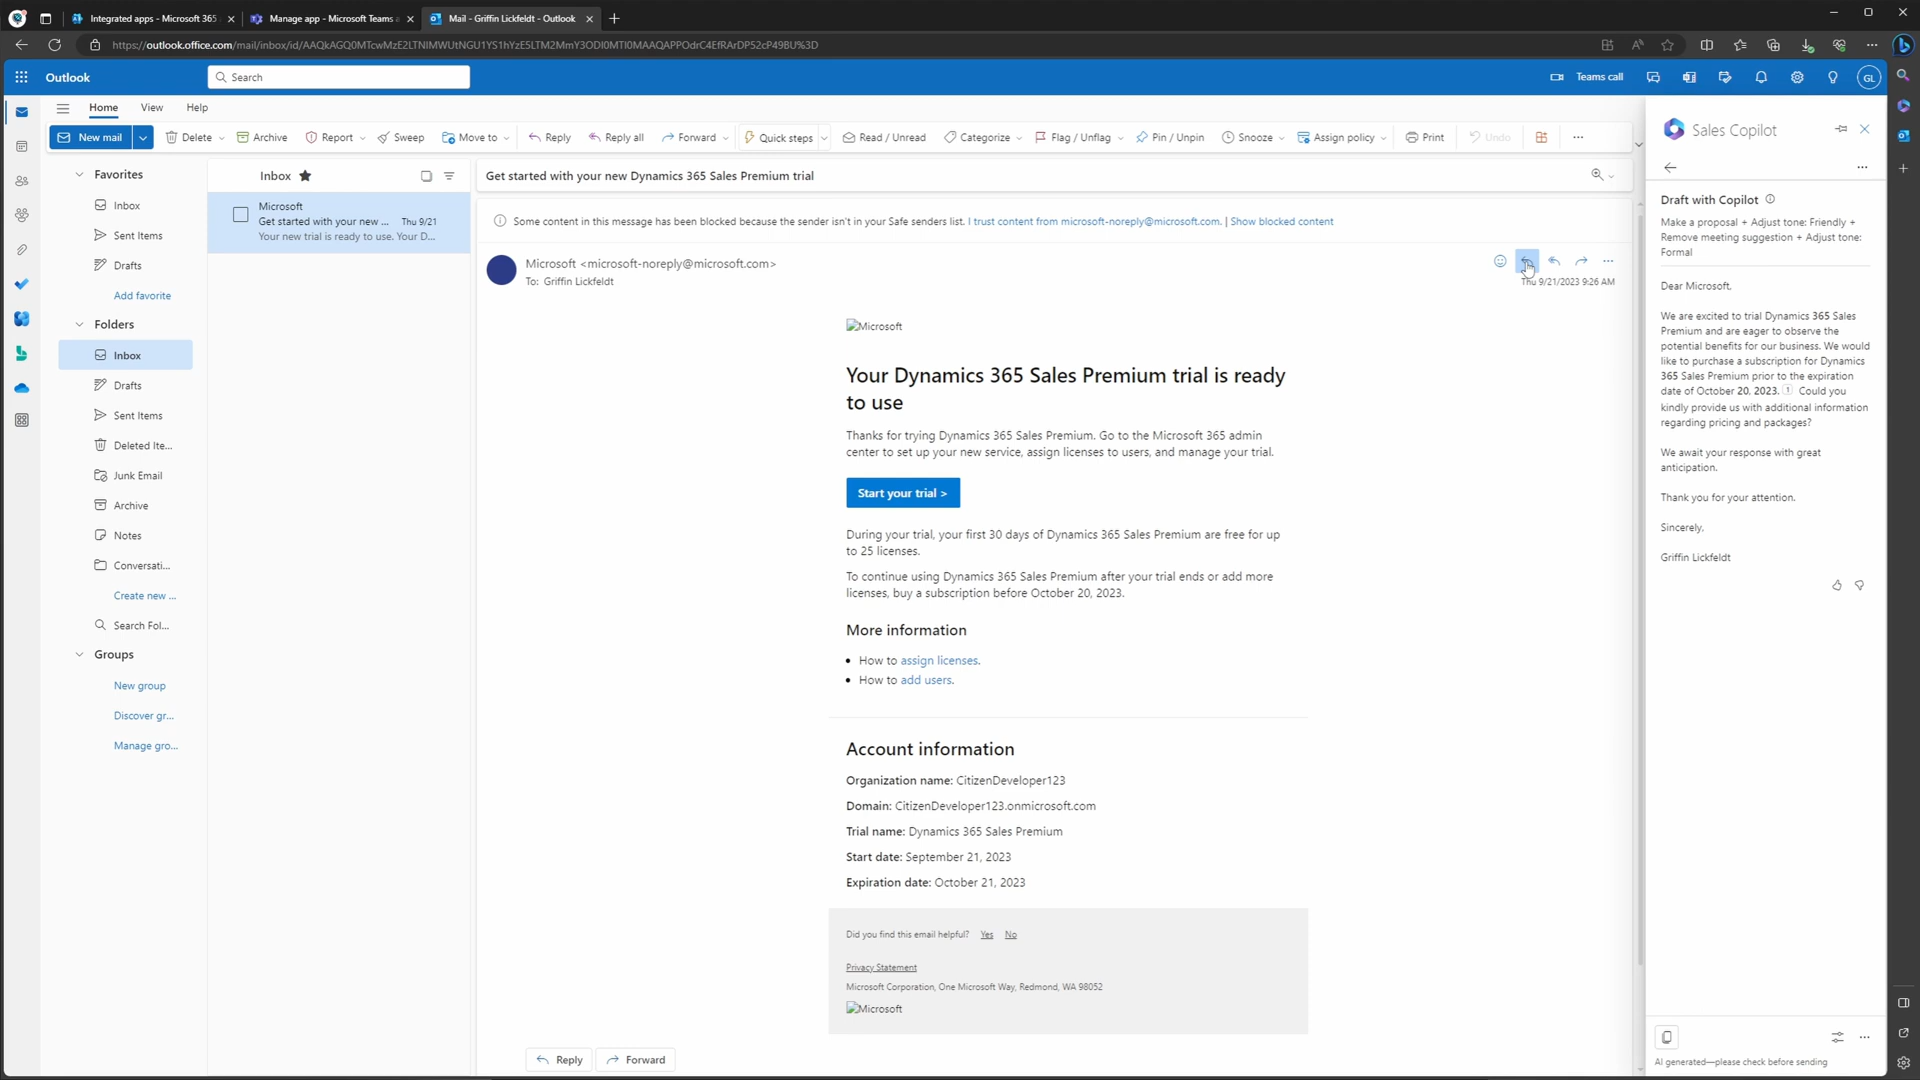 Integrated apps - Microsoft 365
Manage app - Microsoft Teams a
Mail - Griffin Lickfeldt - Outlook
Outlook
Search
Teams call
GL
Home
View
Help
New mail
Delete
Archive
Report
Sweep
Move to
Reply
Reply all
Forward
Quick steps
Read / Unread
Categorize
Flag / Unflag
Pin / Unpin
Snooze
Assign policy
Print
Undo
Favorites
Inbox
Sent Items
Drafts
Add favorite
Folders
Inbox
Drafts
Sent Items
Deleted Ite...
Junk Email
Archive
Notes
Conversati...
Create new ...
Search Fol...
Groups
New group
Discover gr...
Manage gro...
Inbox
Microsoft
Get started with your new ... Thu 9/21
Your new trial is ready to use. Your D...
Get started with your new Dynamics 365 Sales Premium trial
Some content in this message has been blocked because the sender isn't in your Safe senders list. I trust content from microsoft-noreply@microsoft.com. | Show blocked content
Microsoft <microsoft-noreply@microsoft.com>
To: Griffin Lickfeldt
Thu 9/21/2023 9:26 AM
Microsoft
Your Dynamics 365 Sales Premium trial is ready
to use
Thanks for trying Dynamics 365 Sales Premium. Go to the Microsoft 365 admin
center to set up your new service, assign licenses to users, and manage your trial.
Start your trial >
During your trial, your first 30 days of Dynamics 365 Sales Premium are free for up
to 25 licenses.
To continue using Dynamics 365 Sales Premium after your trial ends or add more
licenses, buy a subscription before October 20, 2023.
More information
• How to assign licenses.
• How to add users.
Account information
Organization name: CitizenDeveloper123
Domain: CitizenDeveloper123.onmicrosoft.com
Trial name: Dynamics 365 Sales Premium
Start date: September 21, 2023
Expiration date: October 21, 2023
Did you find this email helpful? Yes No
Privacy Statement
Microsoft Corporation, One Microsoft Way, Redmond, WA 98052
Microsoft
Reply
Forward
Sales Copilot
Draft with Copilot
Make a proposal + Adjust tone: Friendly +
Remove meeting suggestion + Adjust tone:
Formal
Dear Microsoft,
We are excited to trial Dynamics 365 Sales
Premium and are eager to observe the
potential benefits for our business. We would
like to purchase a subscription for Dynamics
365 Sales Premium prior to the expiration
date of October 20, 2023. 1 Could you
kindly provide us with additional information
regarding pricing and packages?
We await your response with great
anticipation.
Thank you for your attention.
Sincerely,
Griffin Lickfeldt
AI generated—please check before sending